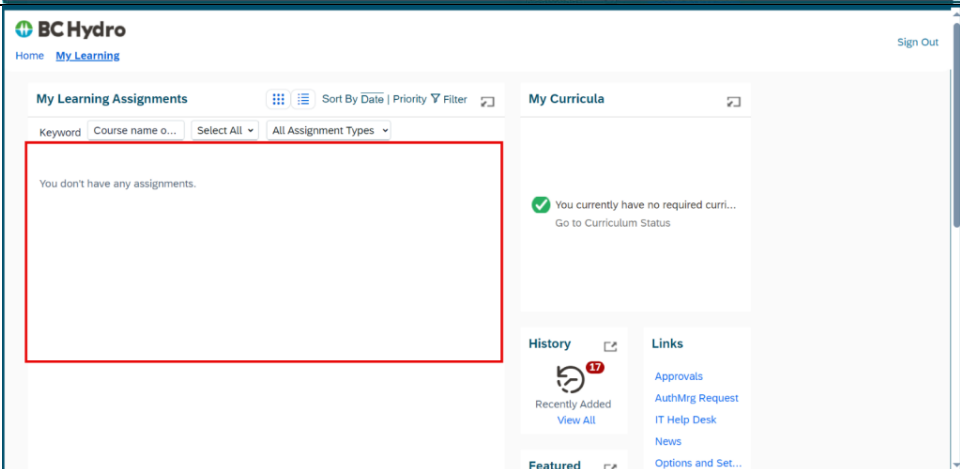 BC Hydro
Sign Out
Home My Learning
My Learning Assignments
Sort By Date | Priority Filter
Keyword Course name o... Select All All Assignment Types
You don't have any assignments.
My Curricula
You currently have no required curri...
Go to Curriculum Status
History
17
Recently Added
View All
Links
Approvals
AuthMrg Request
IT Help Desk
News
Options and Set...
Featured